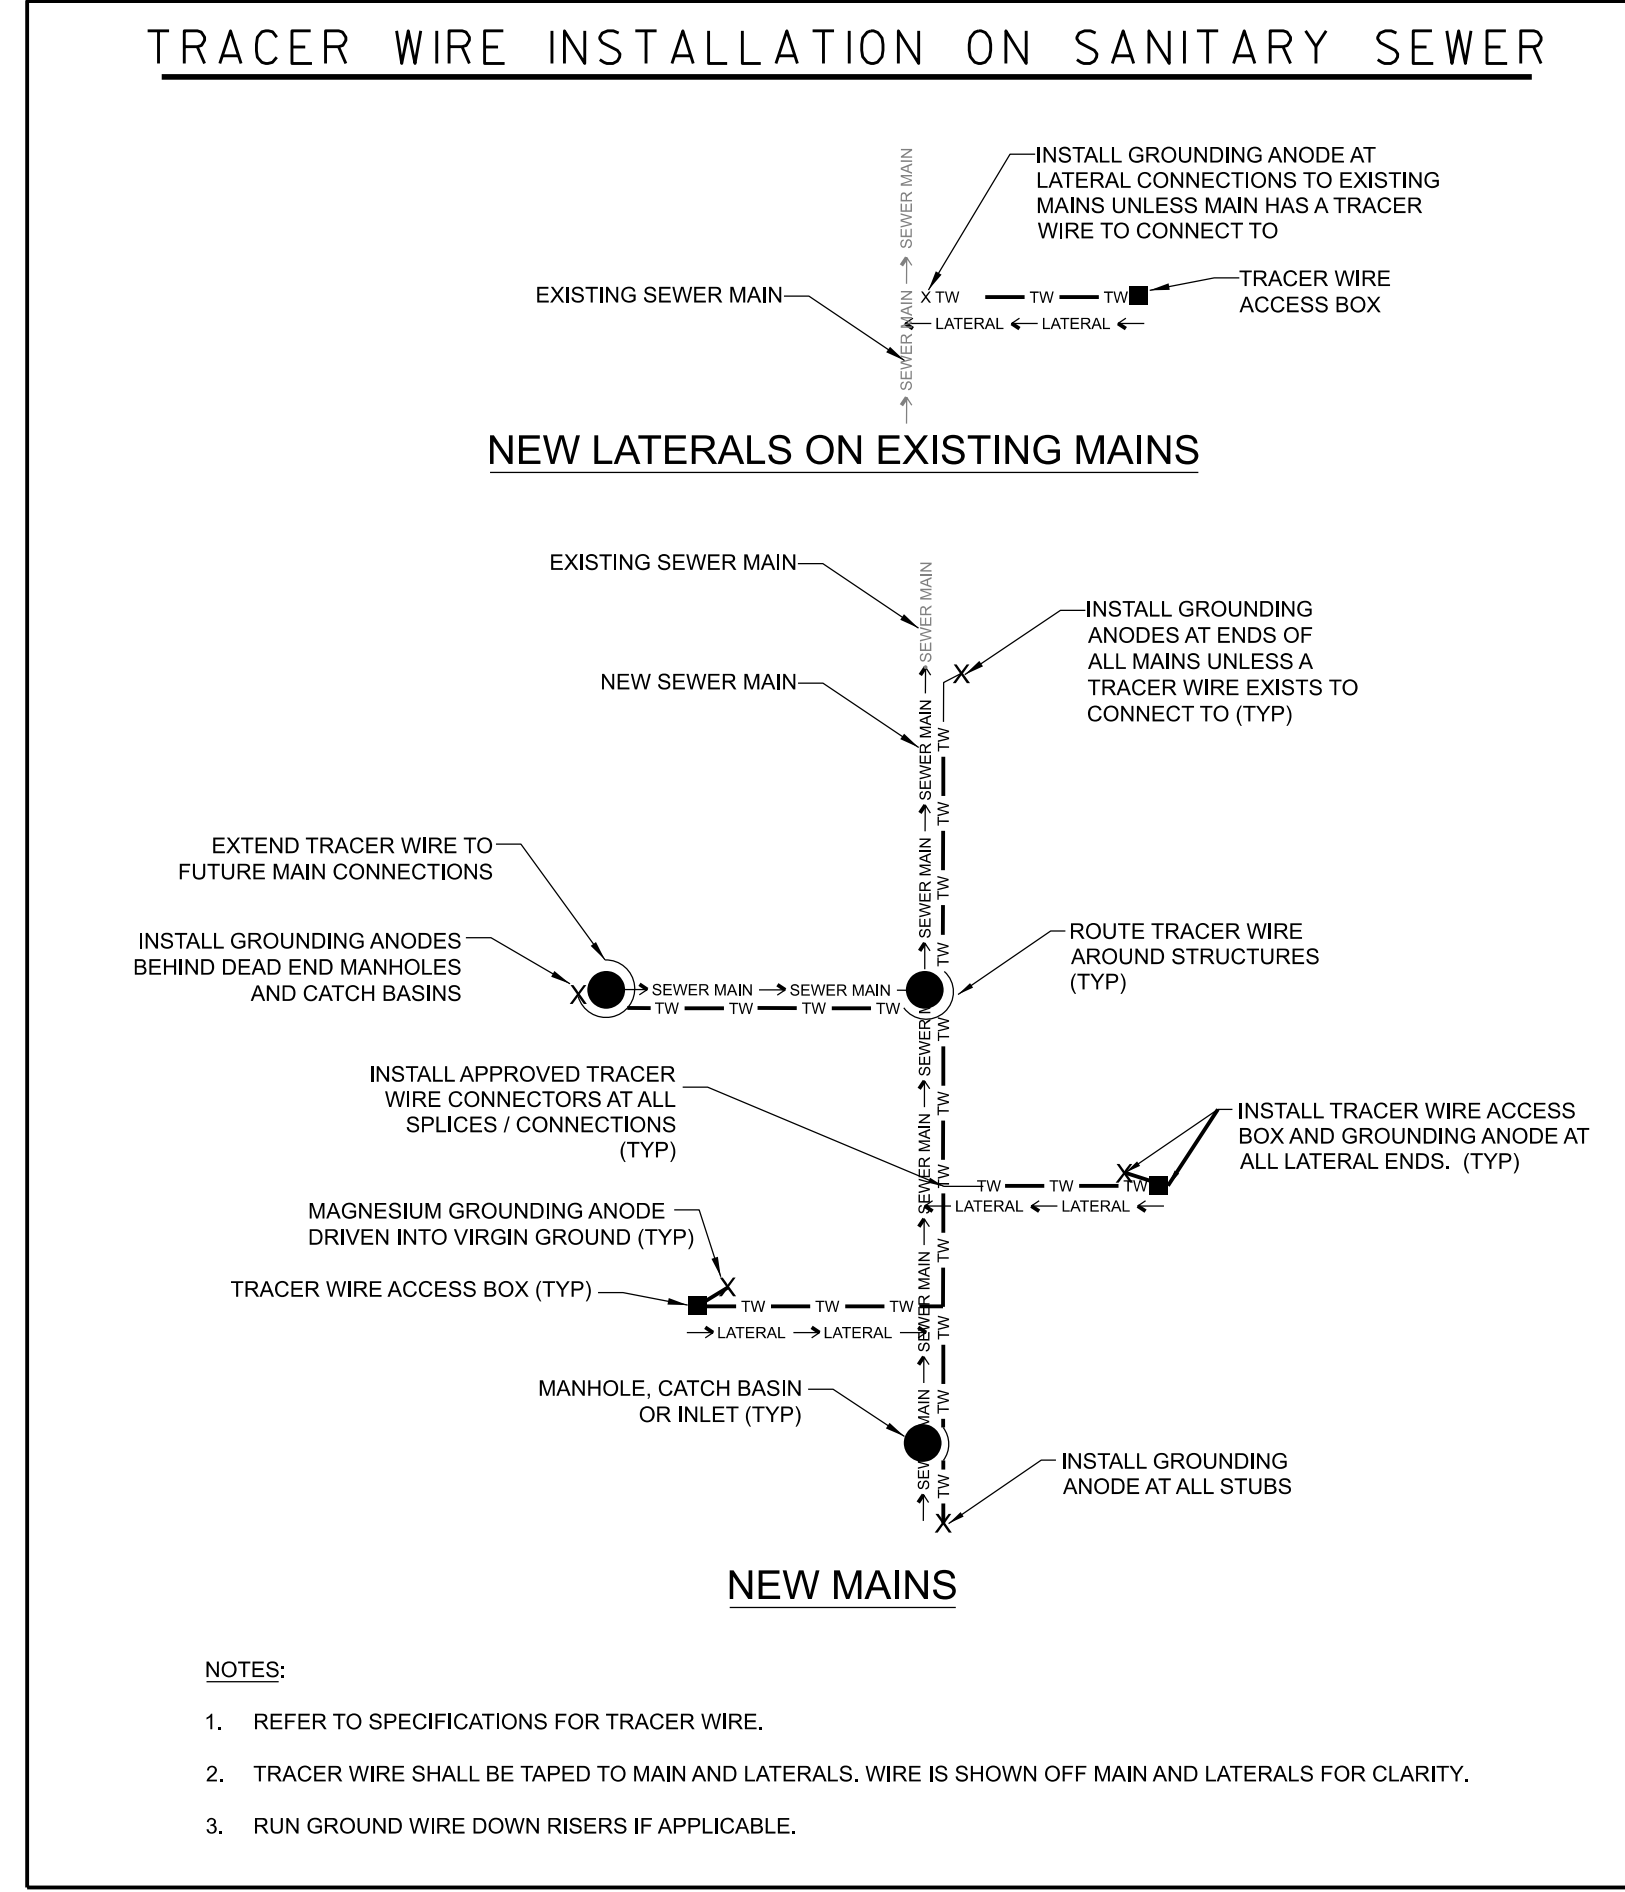 TRACER WIRE INSTALLATION ON SANITARY SEWER
INSTALL GROUNDING ANODE AT
LATERAL CONNECTIONS TO EXISTING
MAINS UNLESS MAIN HAS A TRACER
WIRE TO CONNECT TO
SEWER MAIN
SEWER MAIN
SEWER MAIN
EXISTING SEWER MAIN
X TW TW TW
TRACER WIRE
ACCESS BOX
LATERAL LATERAL
NEW LATERALS ON EXISTING MAINS
EXISTING SEWER MAIN
SEWER MAIN
INSTALL GROUNDING
ANODES AT ENDS OF
ALL MAINS UNLESS A
TRACER WIRE EXISTS TO
CONNECT TO (TYP)
X
NEW SEWER MAIN
SEWER MAIN
TW
TW
SEWER MAIN
TW
TW
EXTEND TRACER WIRE TO
FUTURE MAIN CONNECTIONS
INSTALL GROUNDING ANODES
BEHIND DEAD END MANHOLES
AND CATCH BASINS
ROUTE TRACER WIRE
AROUND STRUCTURES
(TYP)
X
SEWER MAIN SEWER MAIN
TW TW TW TW
SEWER M
TW
TW
INSTALL APPROVED TRACER
WIRE CONNECTORS AT ALL
SPLICES / CONNECTIONS
(TYP)
INSTALL TRACER WIRE ACCESS
BOX AND GROUNDING ANODE AT
ALL LATERAL ENDS. (TYP)
SEWER MAIN
TW
X
TW TW TW
LATERAL LATERAL
MAGNESIUM GROUNDING ANODE
DRIVEN INTO VIRGIN GROUND (TYP)
TW
SEWER MAIN
X
TRACER WIRE ACCESS BOX (TYP)
TW TW TW
LATERAL LATERAL
TW
MANHOLE, CATCH BASIN
OR INLET (TYP)
MAIN
TW
SEW
TW
INSTALL GROUNDING
ANODE AT ALL STUBS
X
NEW MAINS
NOTES:
1. REFER TO SPECIFICATIONS FOR TRACER WIRE.
2. TRACER WIRE SHALL BE TAPED TO MAIN AND LATERALS. WIRE IS SHOWN OFF MAIN AND LATERALS FOR CLARITY.
3. RUN GROUND WIRE DOWN RISERS IF APPLICABLE.